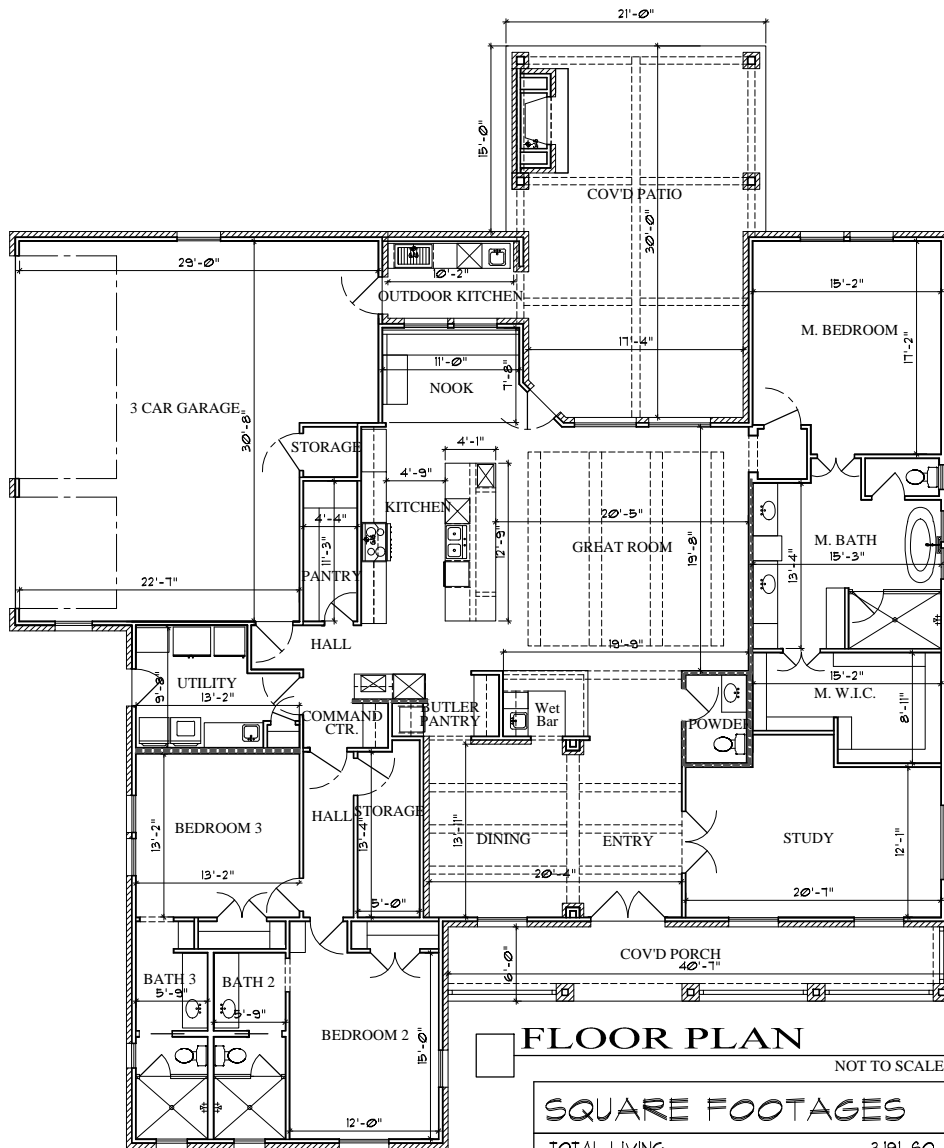 21'-0"
15'-0"
COV'D PATIO
30'-0"
29'-0"
10'-2"
OUTDOOR KITCHEN
15'-2"
M. BEDROOM
17'-2"
11'-0"
NOOK
7'-8"
17'-4"
3 CAR GARAGE
30'-8"
STORAGE
4'-1"
4'-9"
KITCHEN
12'-9"
20'-5"
GREAT ROOM
19'-8"
4'-4"
11'-3"
PANTRY
22'-7"
M. BATH
15'-3"
13'-4"
HALL
UTILITY
13'-2"
9'-8"
COMMAND
CTR.
BUTLER
PANTRY
Wet
Bar
POWDER
15'-2"
M. W.I.C.
8'-11"
BEDROOM 3
13'-2"
13'-2"
HALL
STORAGE
13'-4"
5'-0"
13'-11"
DINING
ENTRY
20'-4"
STUDY
12'-1"
20'-7"
COV'D PORCH
40'-7"
6'-0"
BATH 3
5'-9"
BATH 2
5'-9"
BEDROOM 2
15'-0"
12'-0"
FLOOR PLAN
NOT TO SCALE
SQUARE FOOTAGES
TOTAL LIVING